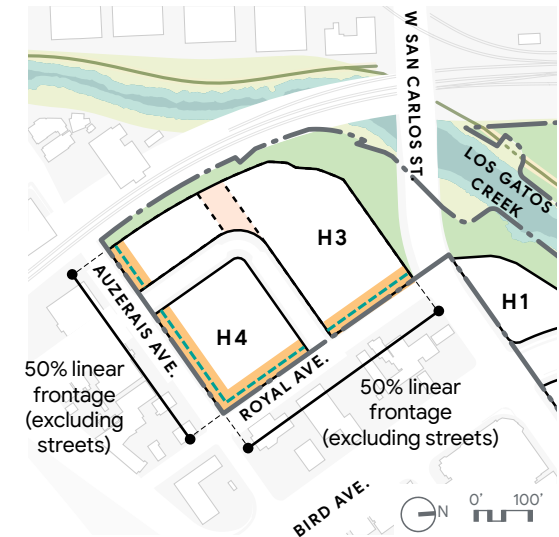 W SAN CARLOS ST
LOS GATOS
CREEK
H3
H1
AUZERAIS AVE.
H4
50% linear
frontage
(excluding
streets)
ROYAL AVE.
50% linear
frontage
(excluding streets)
BIRD AVE.
N
0' 100'